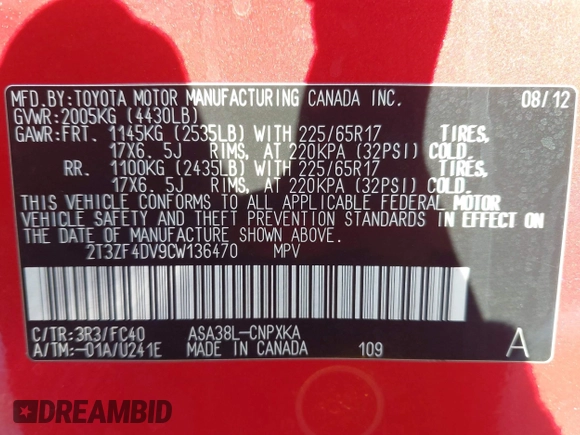 MFD.BY:TOYOTA MOTOR MANUFACTURING CANADA INC. 08/12
GVWR:2005KG (4430LB)
GAWR:FRT. 1145KG (2535LB) WITH 225/65R17 TIRES,
17X6. 5J RIMS, AT 220KPA (32PSI) COLD.
RR. 1100KG (2435LB) WITH 225/65R17 TIRES,
17X6. 5J RIMS, AT 220KPA (32PSI) COLD.
THIS VEHICLE CONFORMS TO ALL APPLICABLE FEDERAL MOTOR
VEHICLE SAFETY AND THEFT PREVENTION STANDARDS IN EFFECT ON
THE DATE OF MANUFACTURE SHOWN ABOVE.
2T3ZF4DV9CW136470 MPV
C/TR:3R3/FC40 ASA38L-CNPXKA
A/TM:-01A/U241E MADE IN CANADA 109 A
DREAMBID